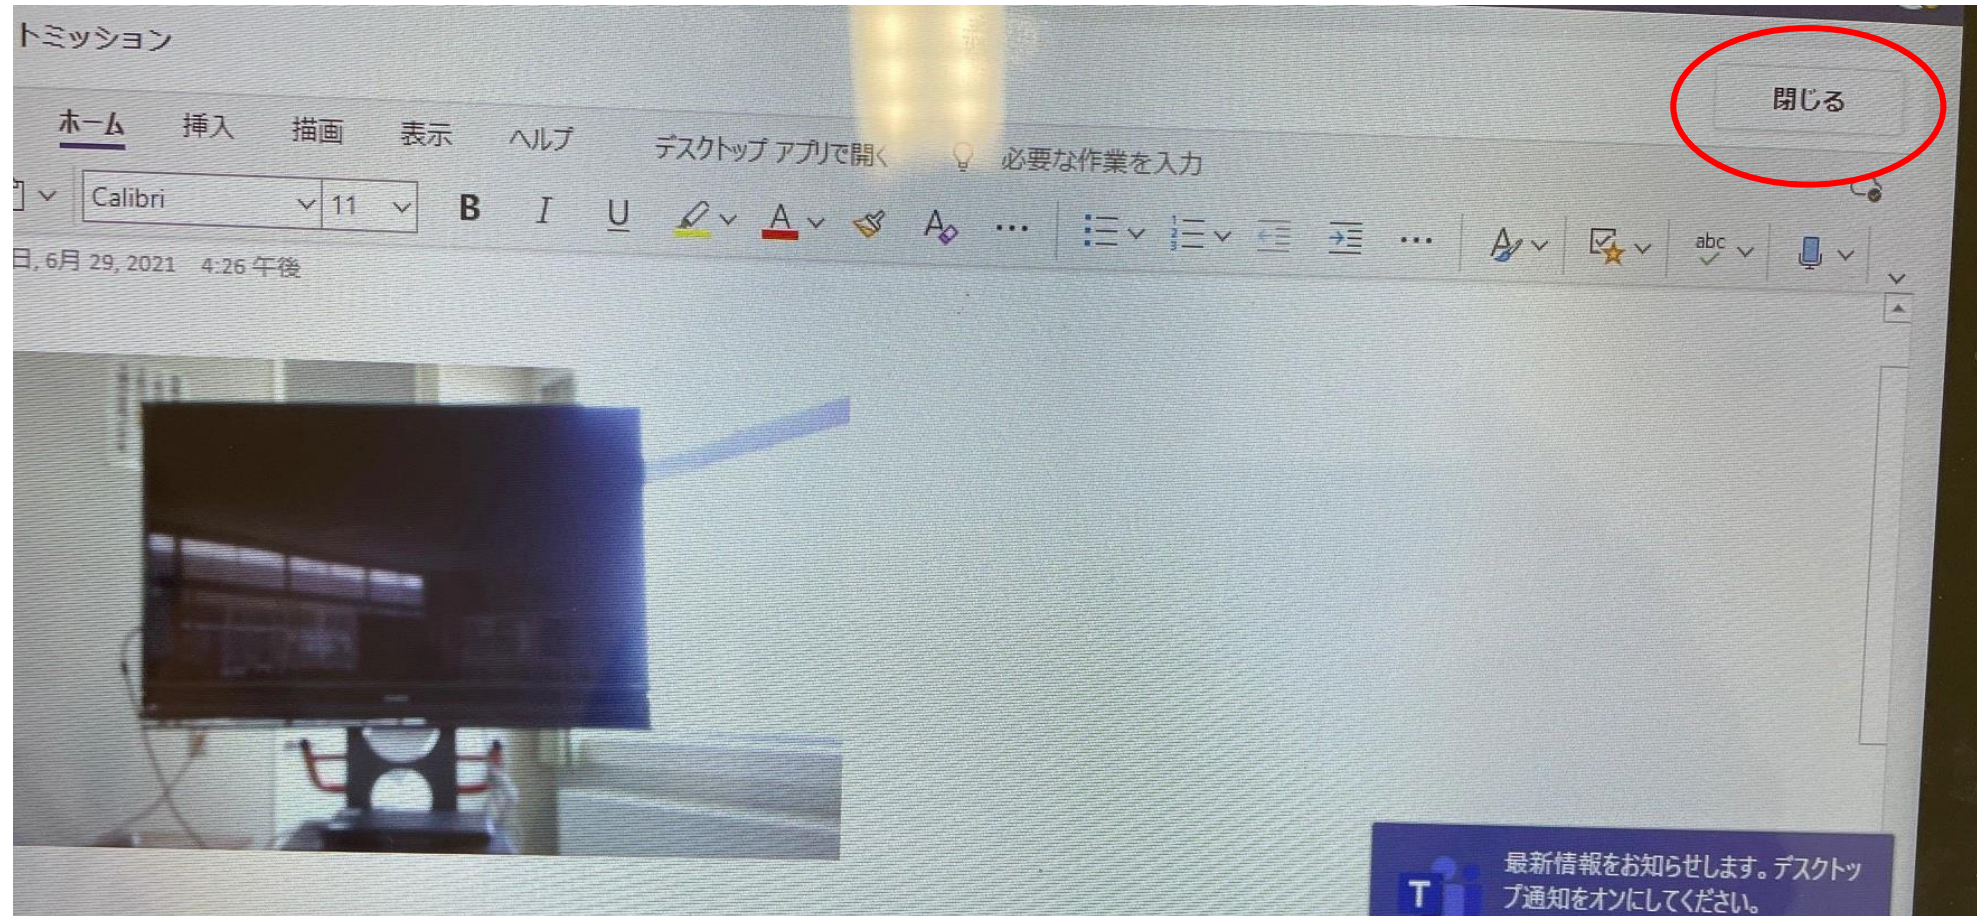 トミッション
閉じる
ホーム 挿入 描画 表示 ヘルプ デスクトップ アプリで開く 必要な作業を入力
Calibri 11 B I U A A abc
日, 6月 29, 2021 4:26 午後
T
最新情報をお知らせします。デスクトッ
プ通知をオンにしてください。